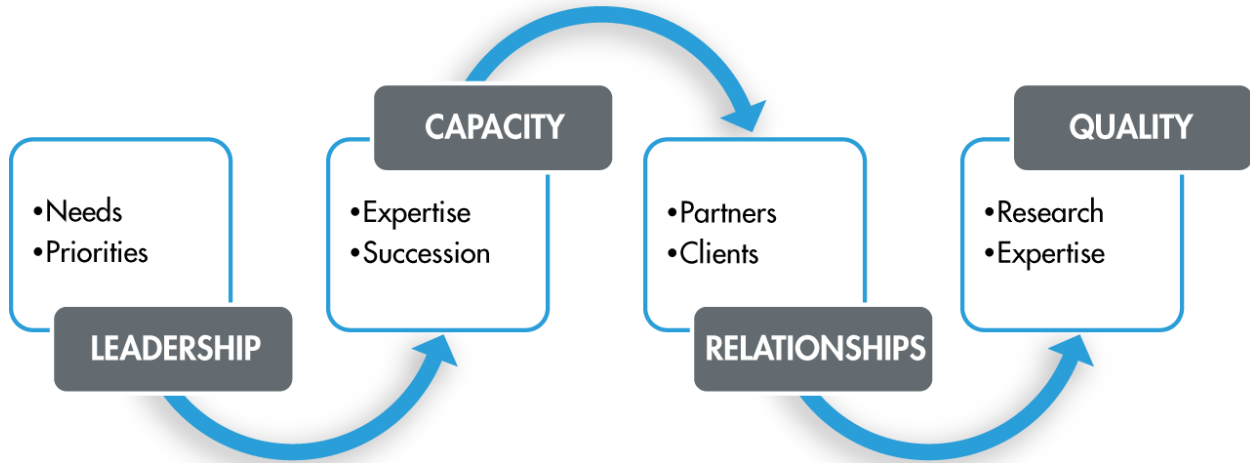 •Needs
•Priorities
LEADERSHIP
CAPACITY
•Expertise
•Succession
•Partners
•Clients
RELATIONSHIPS
QUALITY
•Research
•Expertise